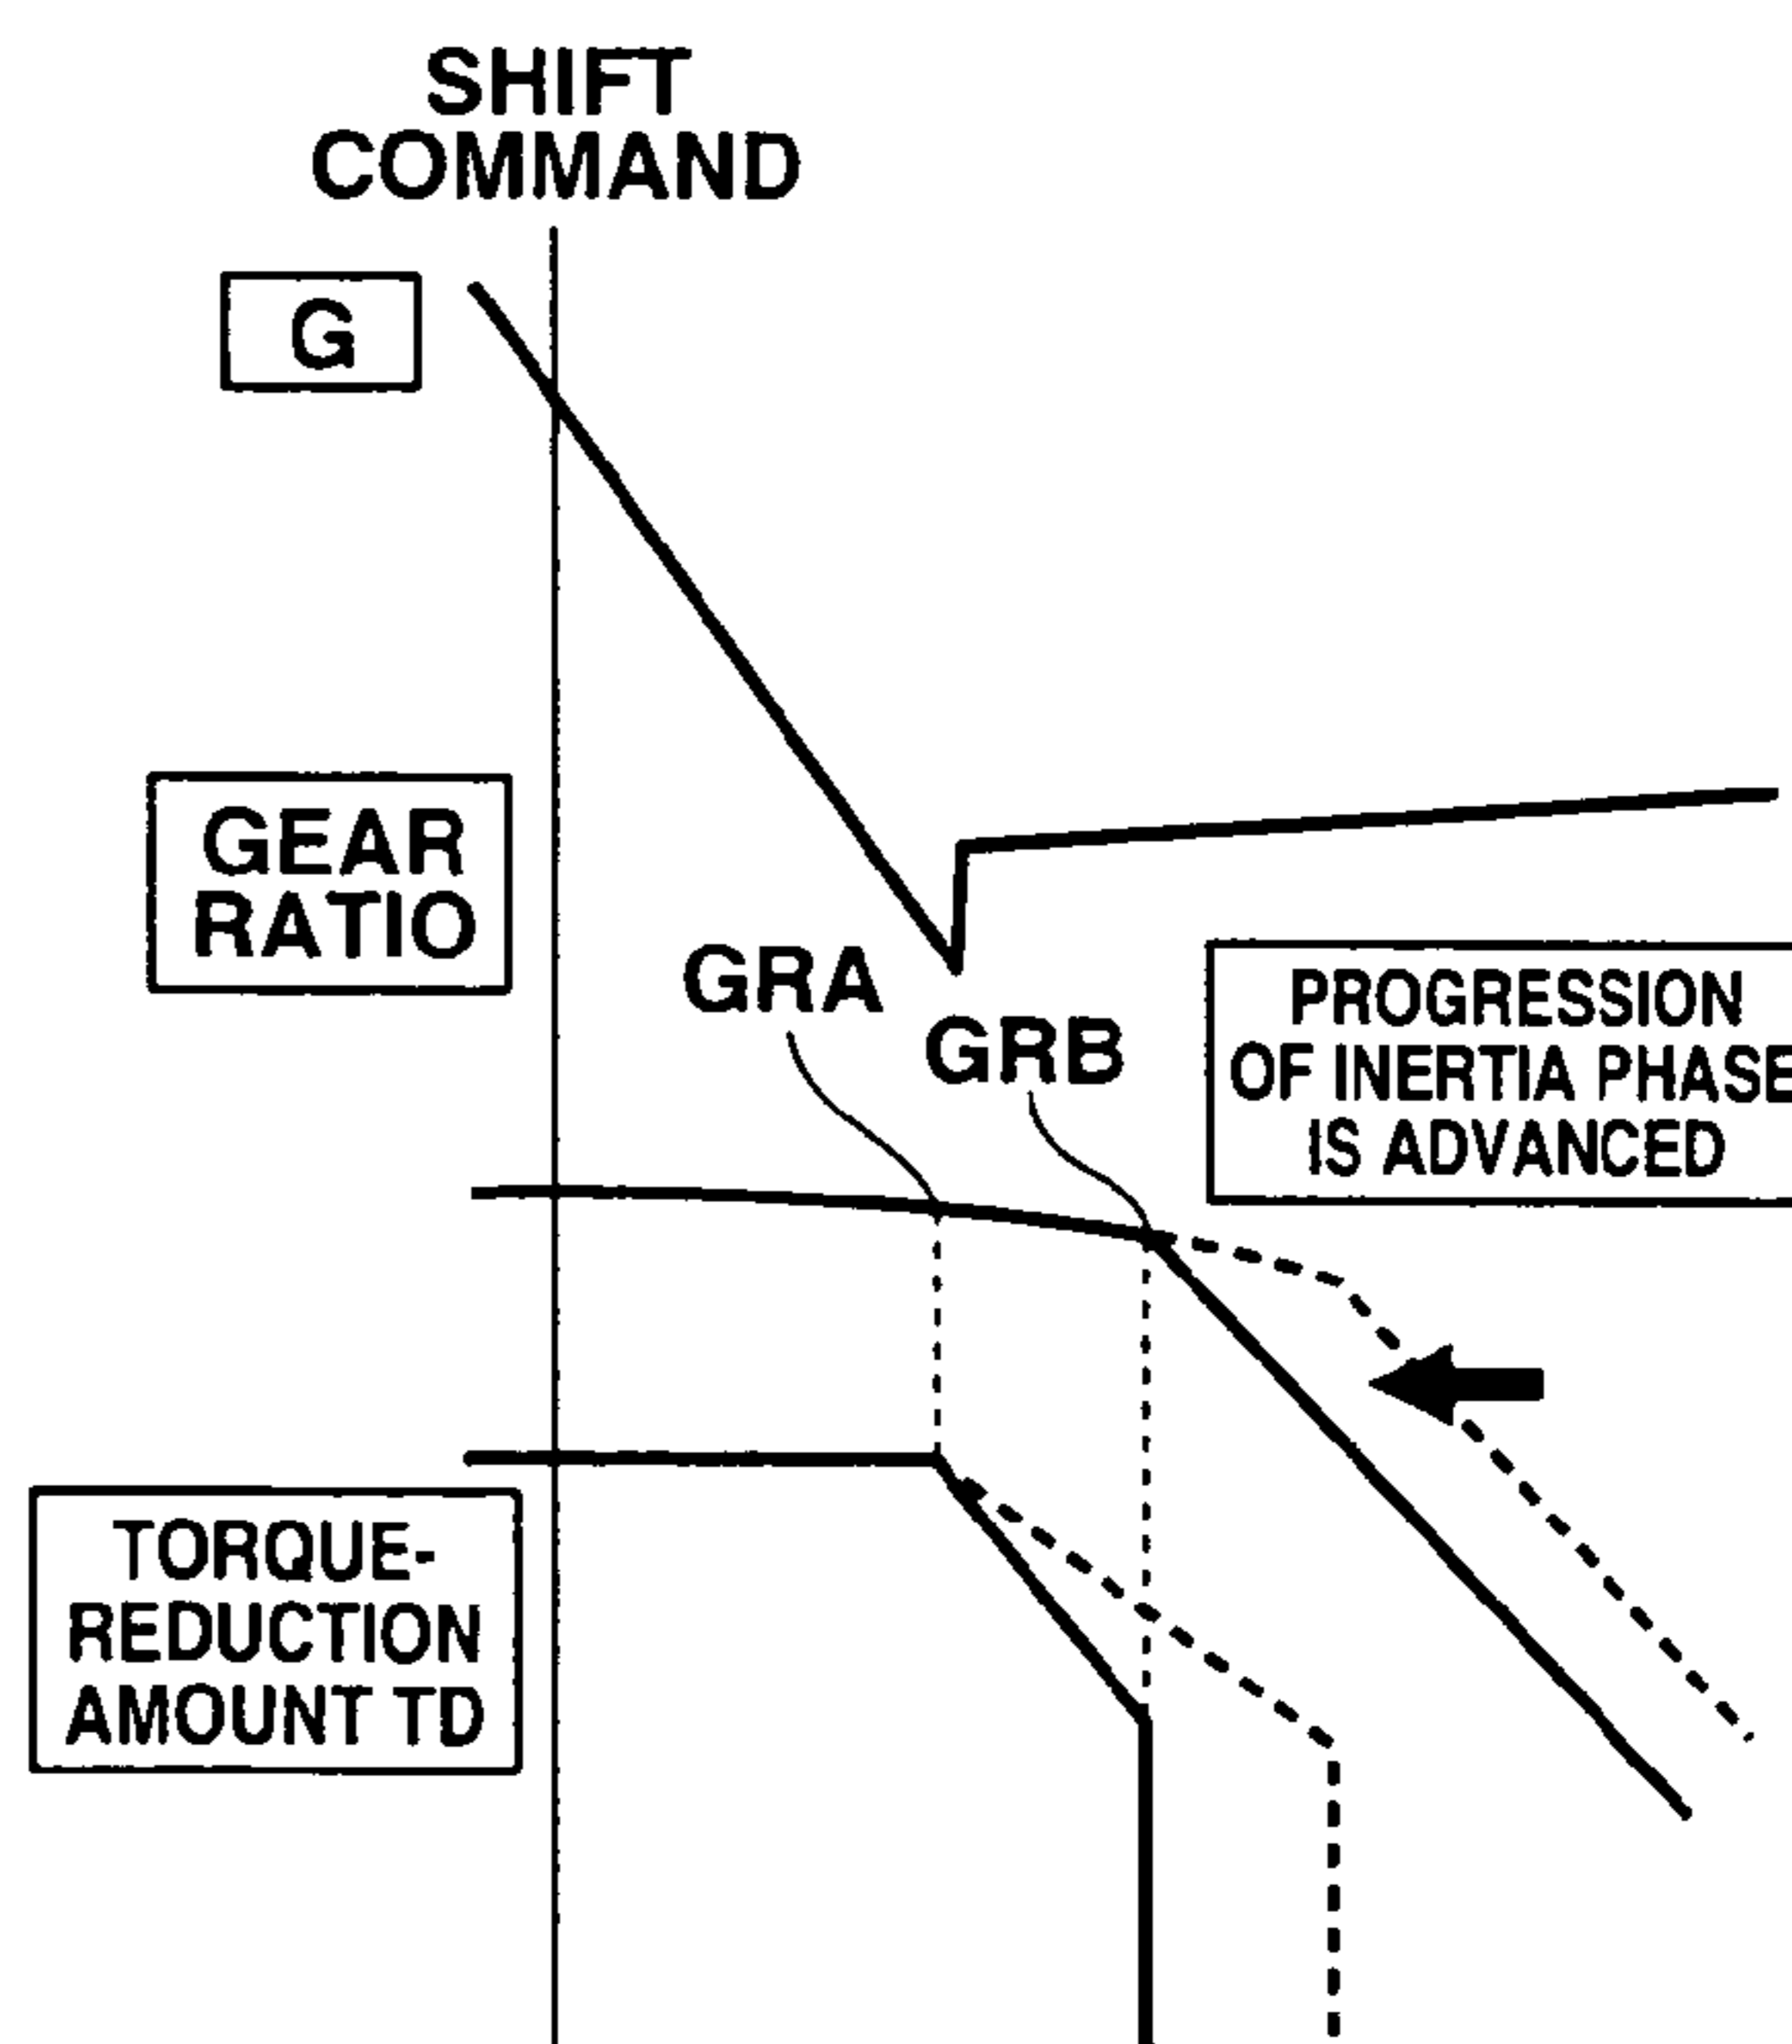 SHIFT
COMMAND
G
GEAR
RATIO
GRA
GRB
PROGRESSION
OF INERTIA PHASE
IS ADVANCED
TORQUE-
REDUCTION
AMOUNT TD